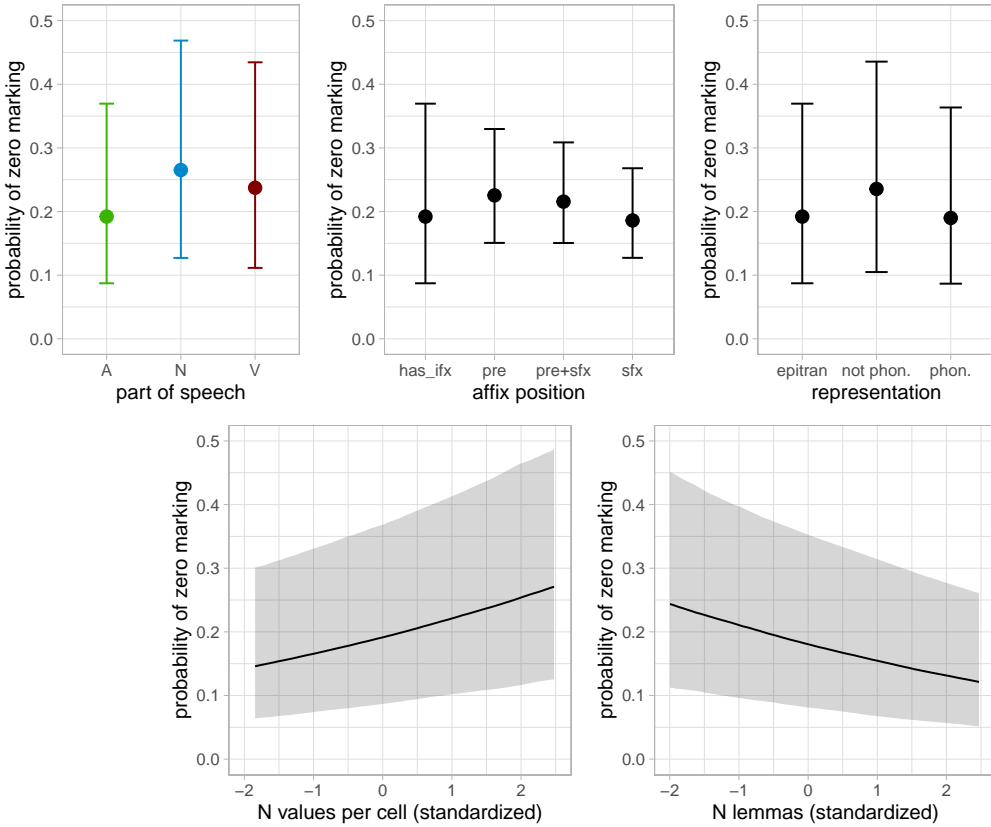 probability of zero marking
0.5
0.4
0.3
0.2
0.1
0.0
A N V
part of speech
probability of zero marking
0.5
0.4
0.3
0.2
0.1
0.0
has_ifx pre pre+sfx sfx
affix position
probability of zero marking
0.5
0.4
0.3
0.2
0.1
0.0
epitran not phon. phon.
representation
probability of zero marking
0.5
0.4
0.3
0.2
0.1
0.0
−2 −1 0 1 2
N values per cell (standardized)
probability of zero marking
0.5
0.4
0.3
0.2
0.1
0.0
−2 −1 0 1 2
N lemmas (standardized)